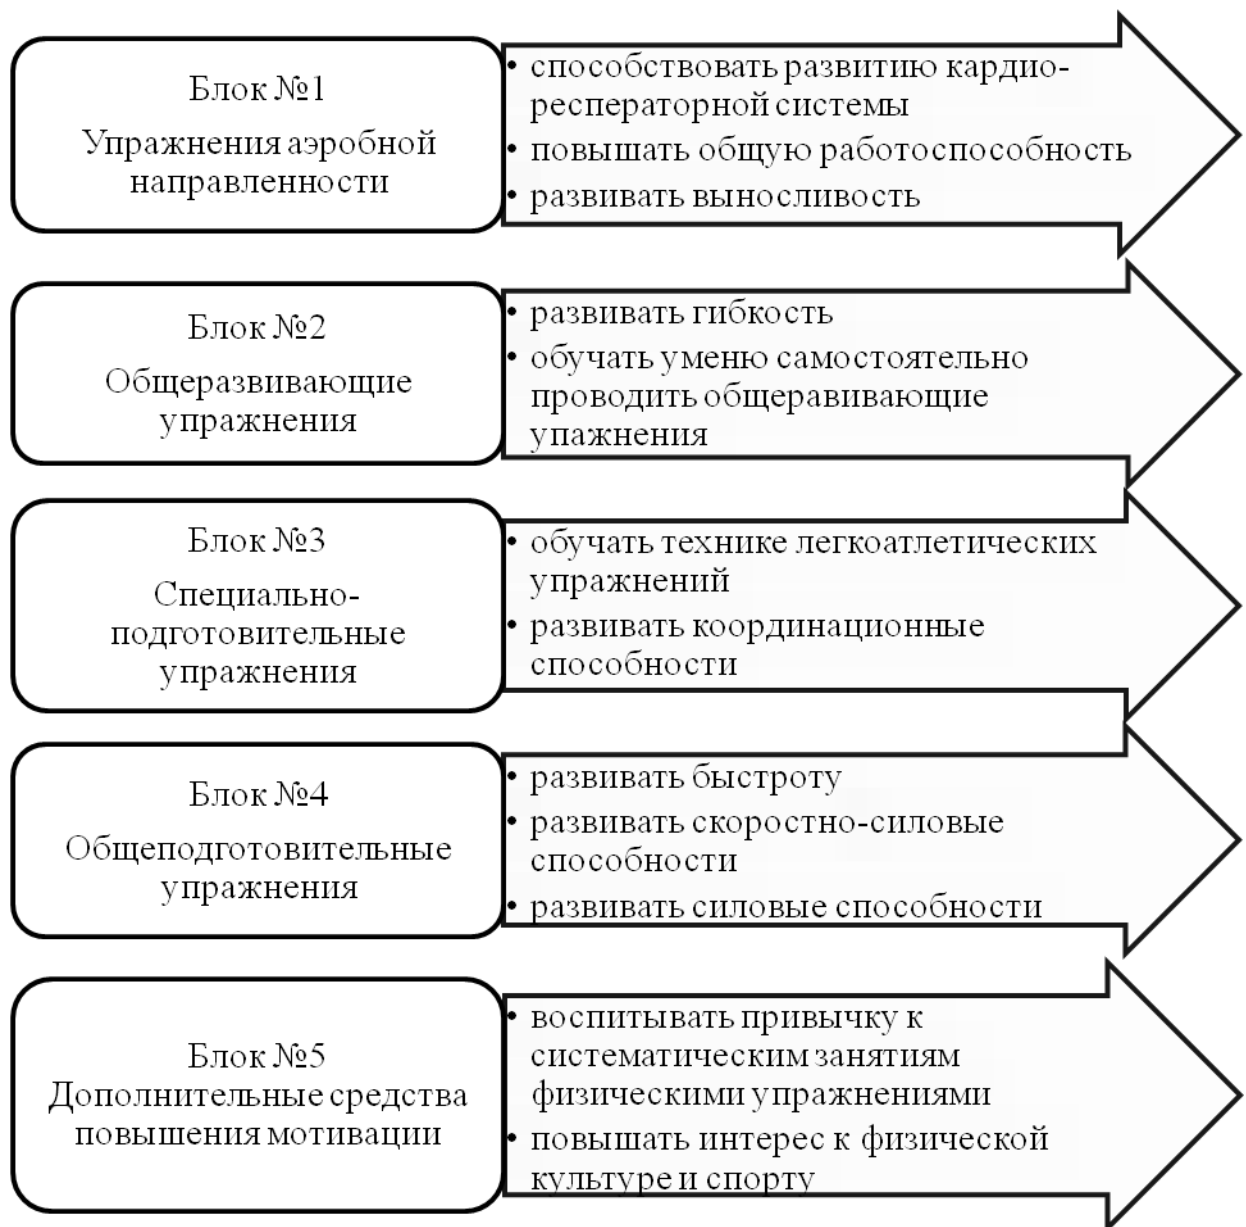 Блок №1
Упражнения аэробной
направленности
• способствовать развитию кардио-
респераторной системы
• повышать общую работоспособность
• развивать выносливость
Блок №2
Общеразвивающие
упражнения
• развивать гибкость
• обучать уменю самостоятельно
проводить общеравивающие
упажнения
Блок №3
Специально-
подготовительные
упражнения
• обучать технике легкоатлетических
упражнений
• развивать координационные
способности
Блок №4
Общеподготовительные
упражнения
• развивать быстроту
• развивать скоростно-силовые
способности
• развивать силовые способности
Блок №5
Дополнительные средства
повышения мотивации
• воспитывать привычку к
систематическим занятиям
физическими упражнениями
• повышать интерес к физической
культуре и спорту